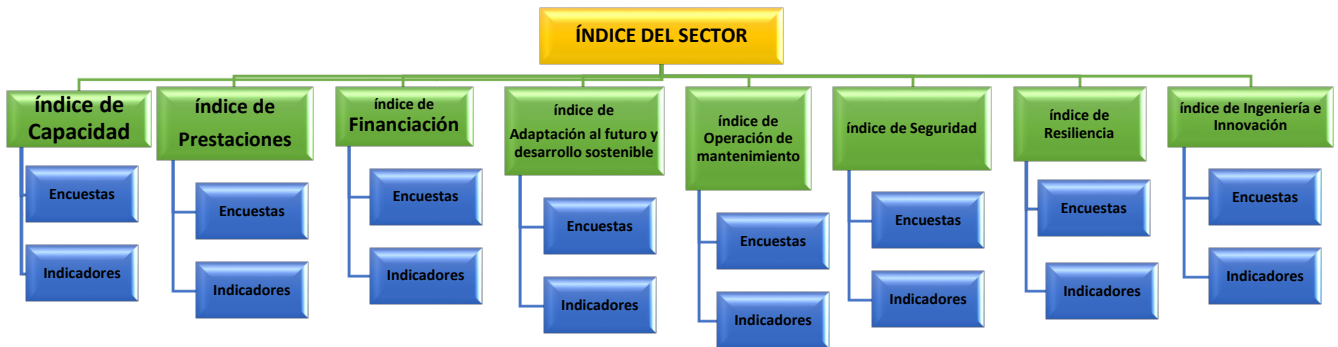 ÍNDICE DEL SECTOR
índice de
Capacidad
Encuestas
Indicadores
índice de
Prestaciones
Encuestas
Indicadores
índice de
Financiación
Encuestas
Indicadores
índice de
Adaptación al futuro y
desarrollo sostenible
Encuestas
Indicadores
índice de
Operación de
mantenimiento
Encuestas
Indicadores
índice de Seguridad
Encuestas
Indicadores
índice de
Resiliencia
Encuestas
Indicadores
índice de Ingeniería e
Innovación
Encuestas
Indicadores